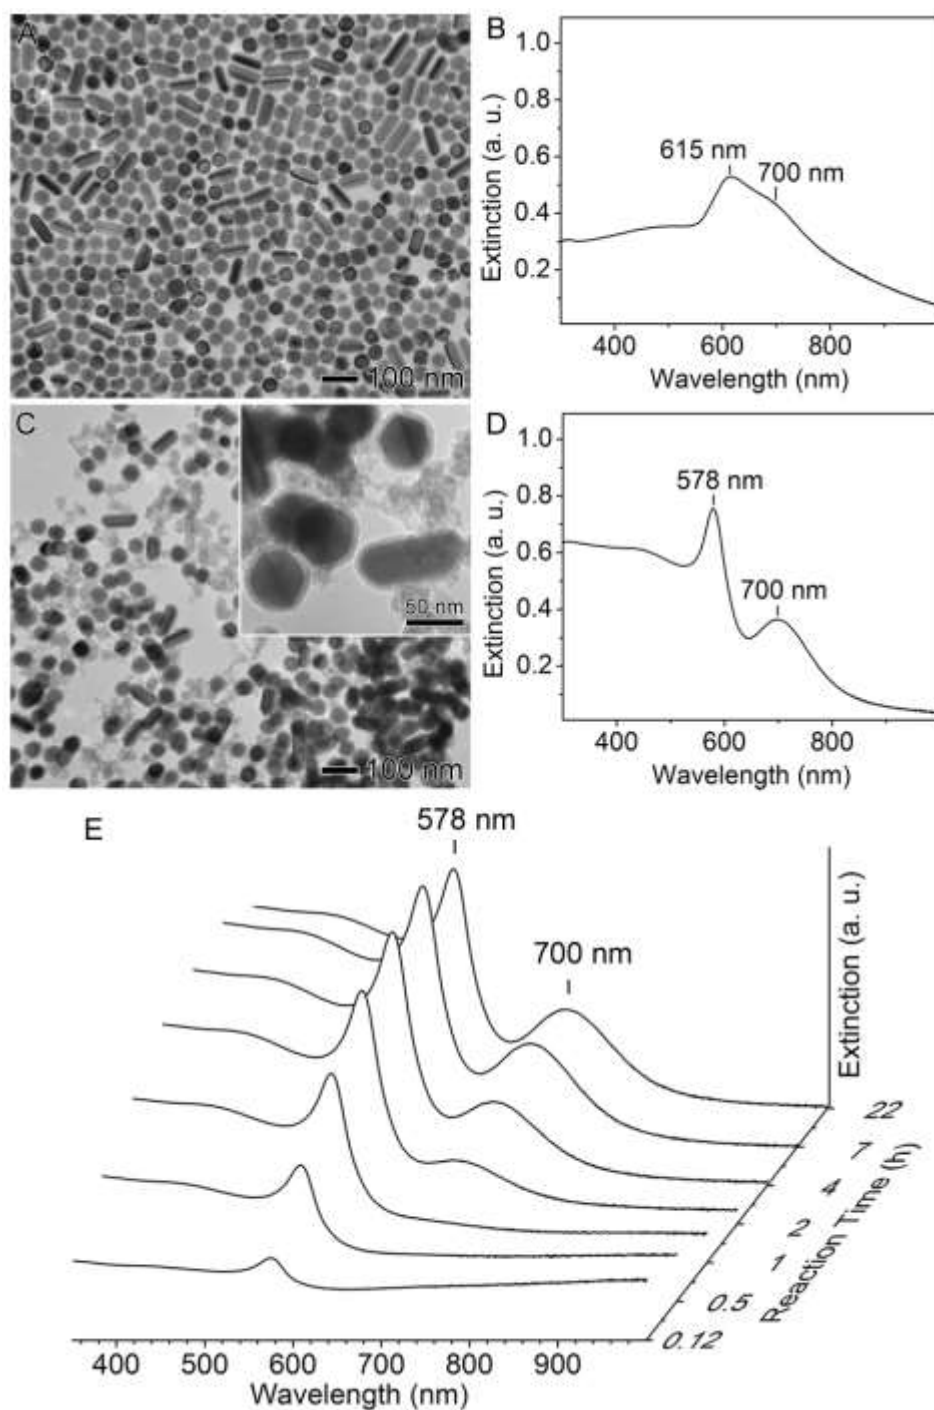 A
100 nm
B
Extinction (a. u.)
1.0
0.8
0.6
0.4
0.2
615 nm
700 nm
400 600 800
Wavelength (nm)
C
50 nm
100 nm
D
Extinction (a. u.)
1.0
0.8
0.6
0.4
0.2
578 nm
700 nm
400 600 800
Wavelength (nm)
E
578 nm
700 nm
Extinction (a. u.)
22
7
4
2
1
0.5
0.12
Reaction Time (h)
400 500 600 700 800 900
Wavelength (nm)